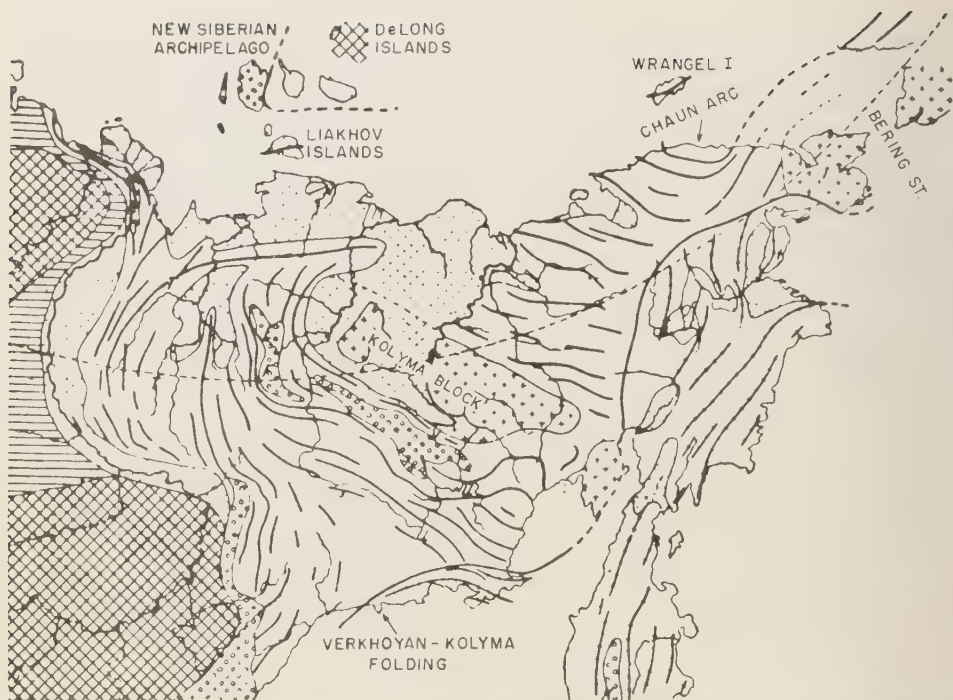 NEW SIBERIAN
ARCHIPELAGO
DeLONG
ISLANDS
WRANGEL I
CHAUN ARC
BERING ST.
LIAKHOV
ISLANDS
KOLYMA BLOCK
VERKHOYAN-KOLYMA
FOLDING